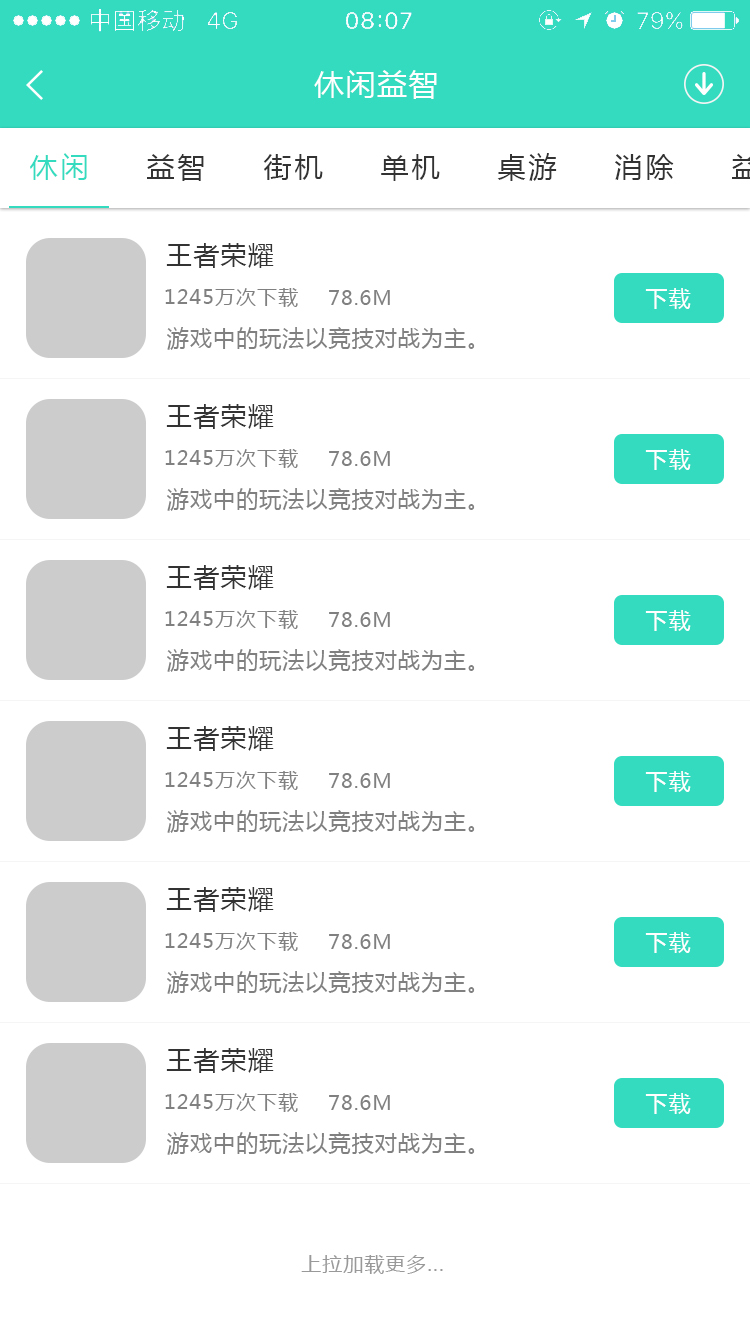 中国移动 4G 08:07 79%
休闲益智
休闲 益智 街机 单机 桌游 消除 益
王者荣耀
1245万次下载 78.6M
下载
游戏中的玩法以竞技对战为主。
王者荣耀
1245万次下载 78.6M
下载
游戏中的玩法以竞技对战为主。
王者荣耀
1245万次下载 78.6M
下载
游戏中的玩法以竞技对战为主。
王者荣耀
1245万次下载 78.6M
下载
游戏中的玩法以竞技对战为主。
王者荣耀
1245万次下载 78.6M
下载
游戏中的玩法以竞技对战为主。
王者荣耀
1245万次下载 78.6M
下载
游戏中的玩法以竞技对战为主。
上拉加载更多...